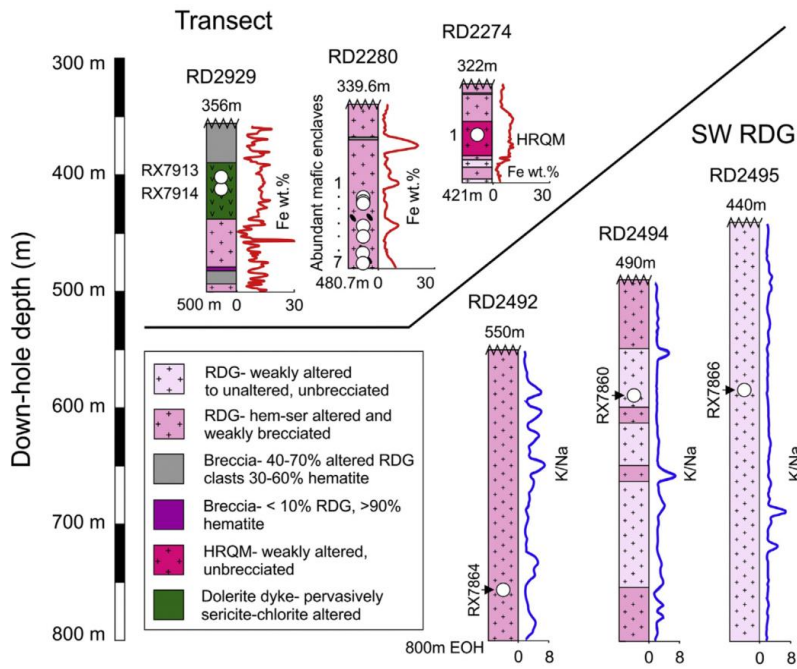 Transect
SW RDG
Down-hole depth (m)
300 m
400 m
500 m
600 m
700 m
800 m
RD2929
356m
RX7913
RX7914
Fe wt.%
500 m 0 30
RD2280
339.6m
Abundant mafic enclaves
1
.
.
.
.
7
Fe wt.%
480.7m 0 30
RD2274
322m
1
HRQM
Fe wt.%
421m 0 30
RD2492
550m
RX7864
K/Na
800m EOH 0 8
RD2494
490m
RX7860
K/Na
0 8
RD2495
440m
RX7866
K/Na
0 8
RDG- weakly altered
to unaltered, unbrecciated
RDG- hem-ser altered and
weakly brecciated
Breccia- 40-70% altered RDG
clasts 30-60% hematite
Breccia- < 10% RDG, >90%
hematite
HRQM- weakly altered,
unbrecciated
Dolerite dyke- pervasively
sericite-chlorite altered